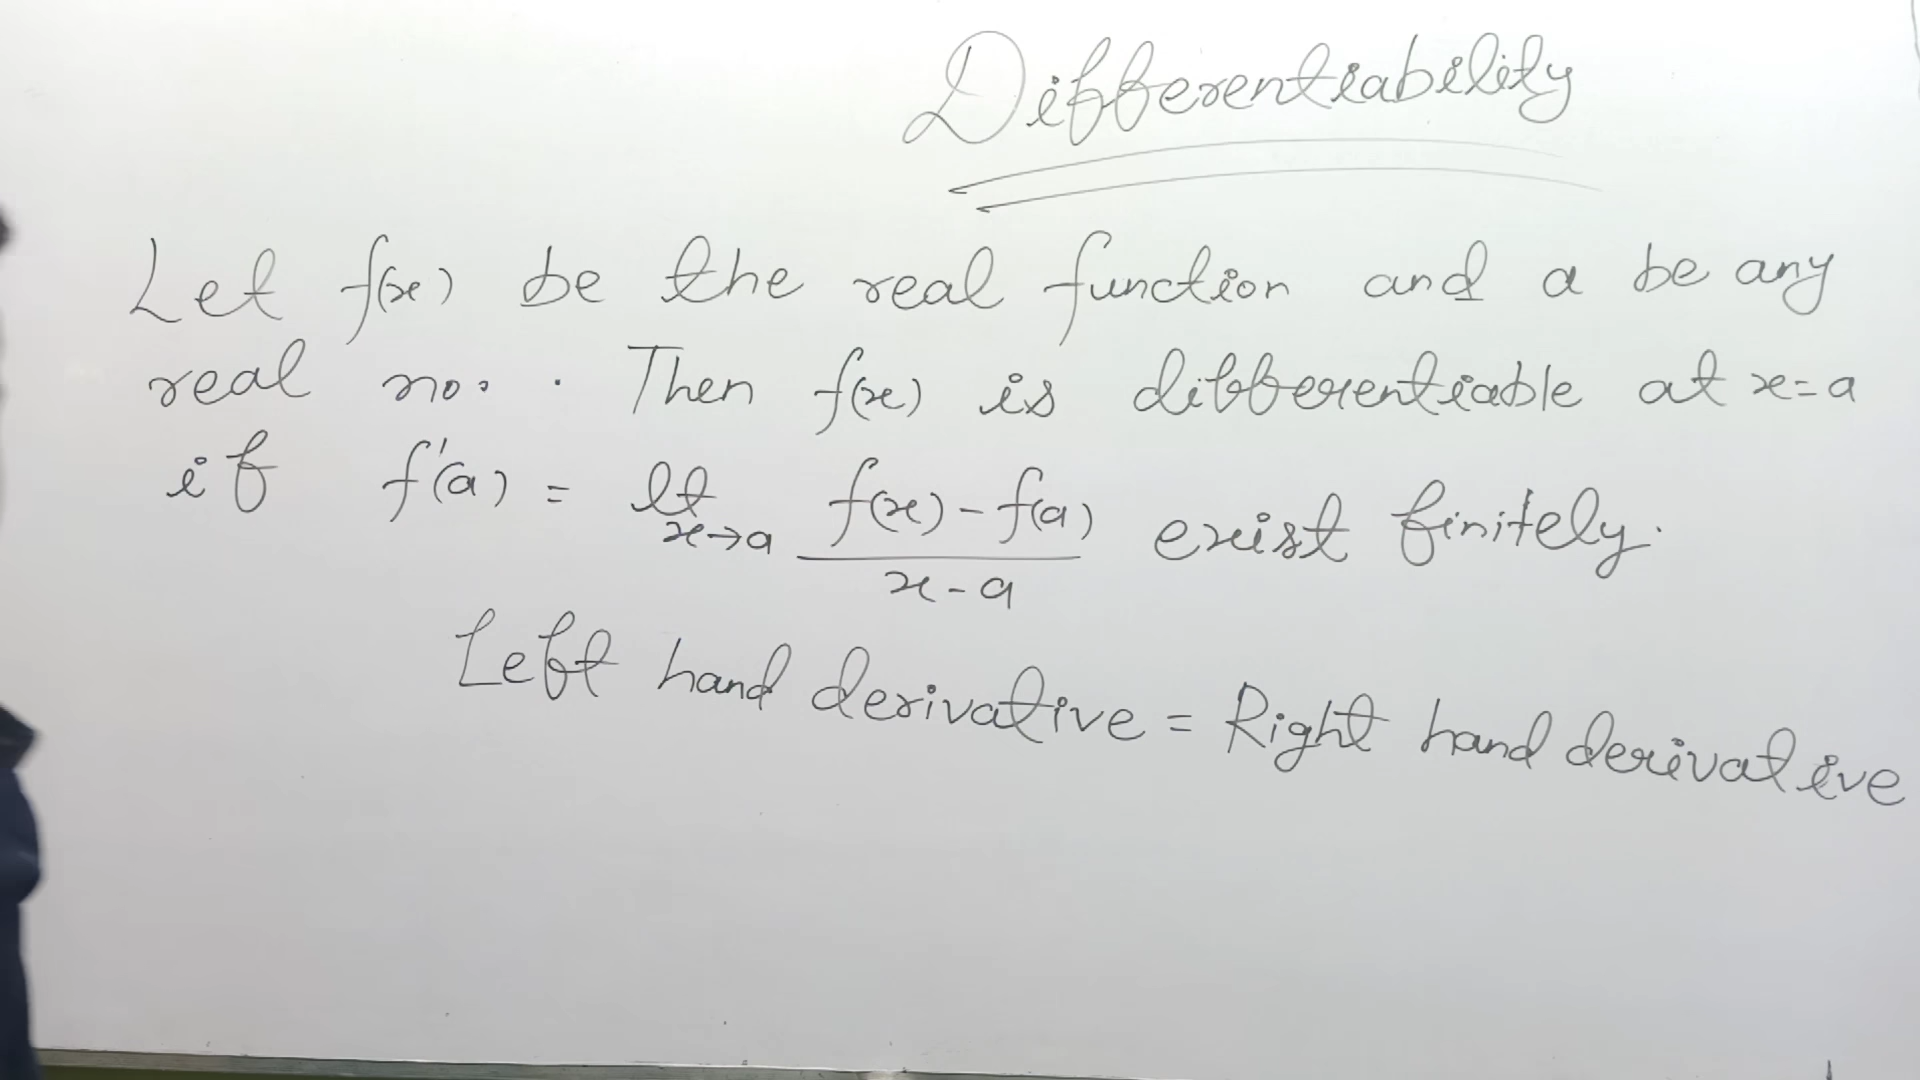 Differentiability
Let f(x) be the real function and a be any
real no. . Then f(x) is differentiable at x=a
if f'(a) = lt x→a (f(x)-f(a))/(x-a) exist finitely.
Left hand derivative = Right hand derivative